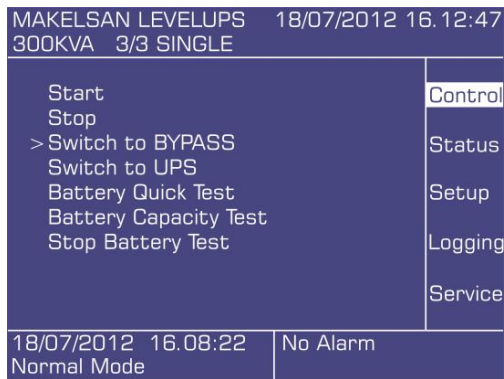 MAKELSAN LEVELUPS 18/07/2012 16.12:47
300KVA 3/3 SINGLE
Start
Stop
>Switch to BYPASS
Switch to UPS
Battery Quick Test
Battery Capacity Test
Stop Battery Test
Control
Status
Setup
Logging
Service
18/07/2012 16.08:22 No Alarm
Normal Mode